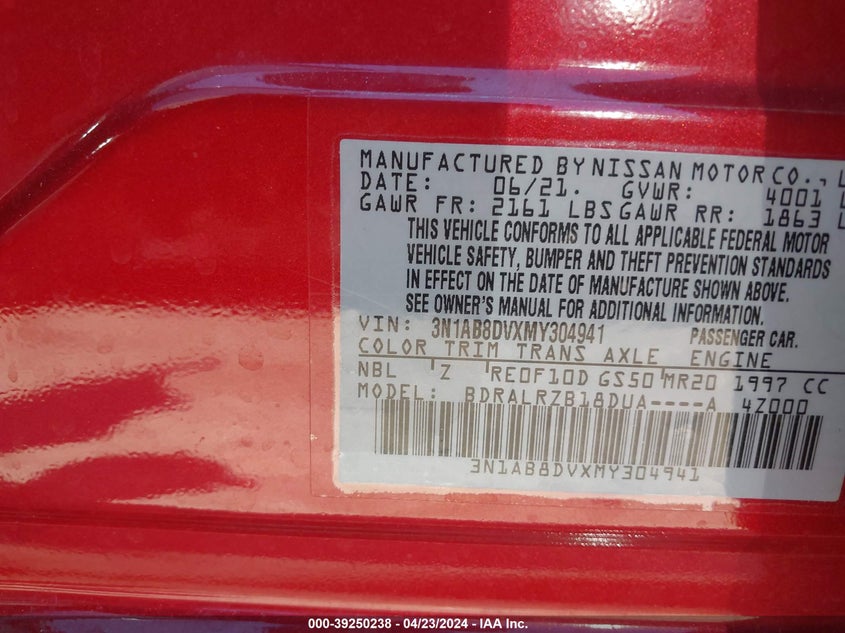 MANUFACTURED BY NISSAN MOTOR CO., L
DATE: 06/21. GVWR: 4001 L
GAWR FR: 2161 LBS GAWR RR: 1863 L
THIS VEHICLE CONFORMS TO ALL APPLICABLE FEDERAL MOTOR
VEHICLE SAFETY, BUMPER AND THEFT PREVENTION STANDARDS
IN EFFECT ON THE DATE OF MANUFACTURE SHOWN ABOVE.
SEE OWNER'S MANUAL FOR ADDITIONAL INFORMATION.
VIN: 3N1AB8DVXMY304941 PASSENGER CAR.
COLOR TRIM TRANS AXLE ENGINE
NBL Z RE0F10D GS50 MR20 1997 CC
MODEL: BDRALRZB18DUA----A 4Z000
3N1AB8DVXMY304941
000-39250238 - 04/23/2024 - IAA Inc.